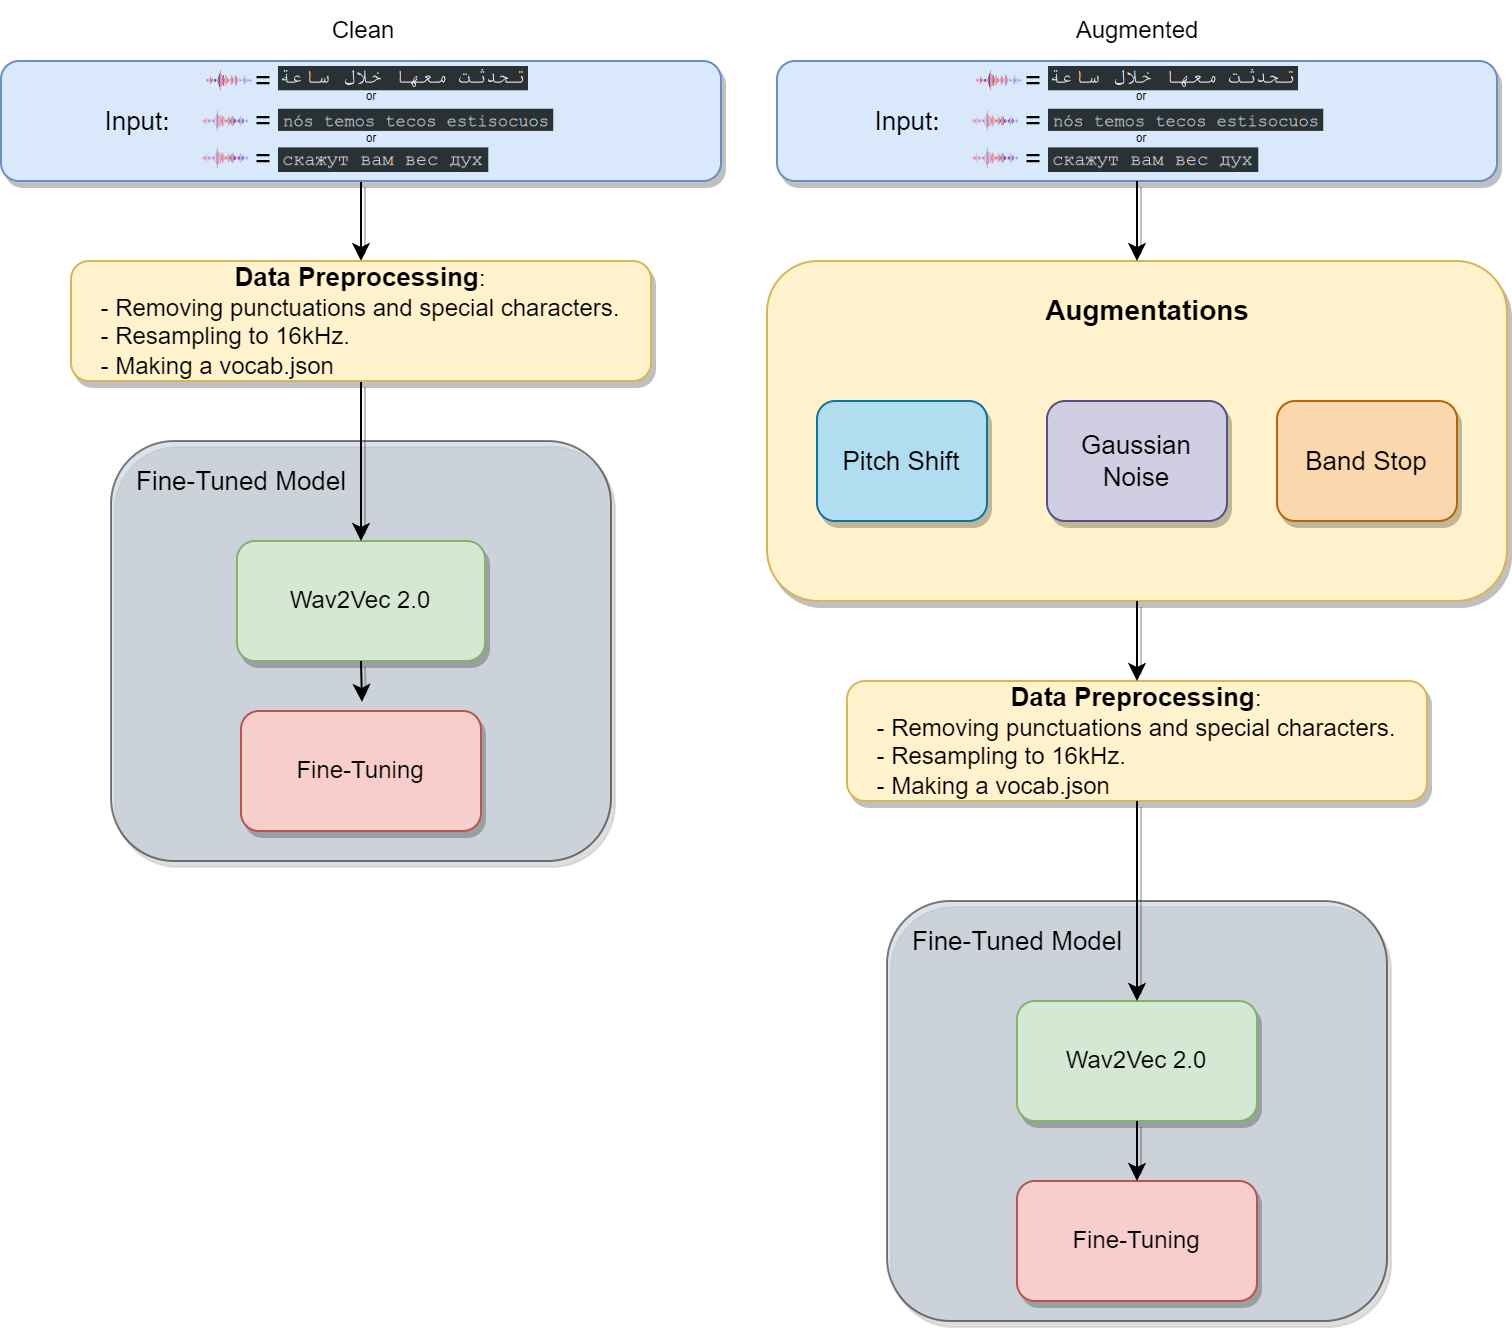 Clean
Input:
= تحدثت معها خلال ساعة
or
= nós temos tecos estisocuos
or
= скажут вам вес дух
Data Preprocessing:
- Removing punctuations and special characters.
- Resampling to 16kHz.
- Making a vocab.json
Fine-Tuned Model
Wav2Vec 2.0
Fine-Tuning
Augmented
Input:
= تحدثت معها خلال ساعة
or
= nós temos tecos estisocuos
or
= скажут вам вес дух
Augmentations
Pitch Shift
Gaussian
Noise
Band Stop
Data Preprocessing:
- Removing punctuations and special characters.
- Resampling to 16kHz.
- Making a vocab.json
Fine-Tuned Model
Wav2Vec 2.0
Fine-Tuning